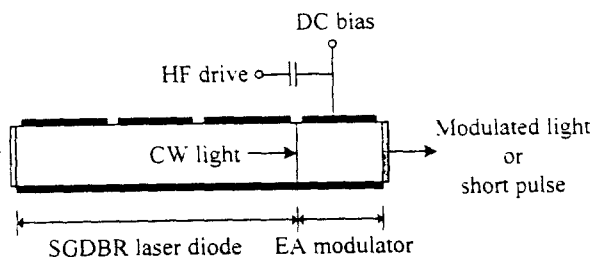 DC bias
HF drive
CW light
Modulated light
or
short pulse
SGDBR laser diode
EA modulator